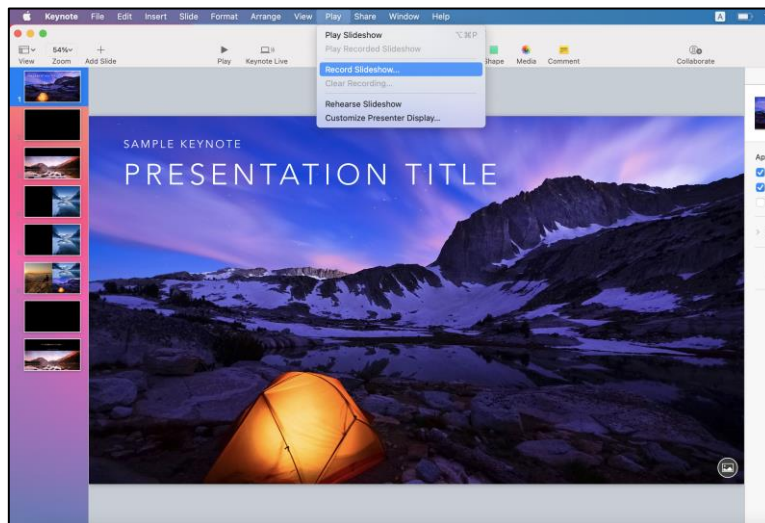 Keynote File Edit Insert Slide Format Arrange View Play Share Window Help A
Play Slideshow ⌥⌘P
Play Recorded Slideshow
Record Slideshow...
Clear Recording...
Rehearse Slideshow
Customize Presenter Display...
54%
View Zoom Add Slide Play Keynote Live Shape Media Comment Collaborate
1
SAMPLE KEYNOTE
PRESENTATION TITLE
Ap